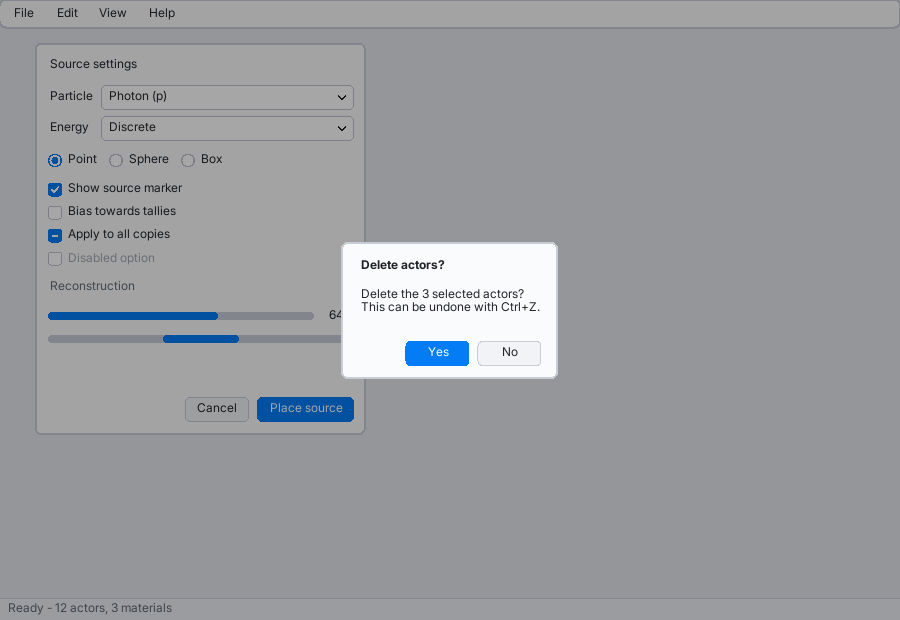 File Edit View Help
Source settings
Particle Photon (p)
Energy Discrete
Point Sphere Box
Show source marker
Bias towards tallies
Apply to all copies
Disabled option
Reconstruction
64
Delete actors?
Delete the 3 selected actors?
This can be undone with Ctrl+Z.
Yes No
Cancel Place source
Ready - 12 actors, 3 materials